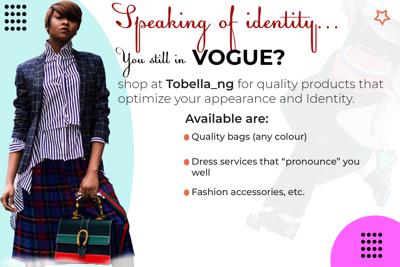 Speaking of identity...
You still in VOGUE?
shop at Tobella_ng for quality products that
optimize your appearance and Identity.
Available are:
Quality bags (any colour)
Dress services that “pronounce” you
well
Fashion accessories, etc.